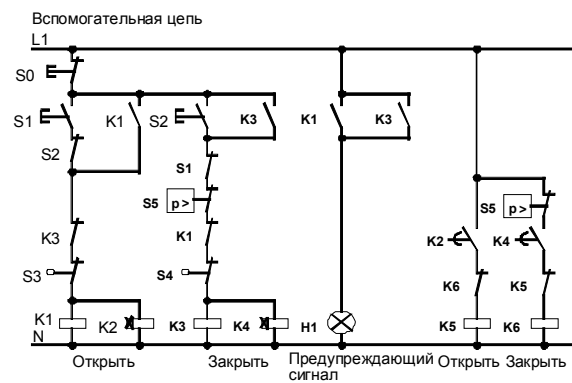 Вспомогательная цепь
L1
S0
S1 K1 S2 K3 K1 K3
S2
S1
S5 p> S5 p>
K3 K1 K2 K4
S3 S4 K6 K5
K1 K2 K3 K4 H1 K5 K6
N
Открыть Закрыть Предупреждающий сигнал Открыть Закрыть